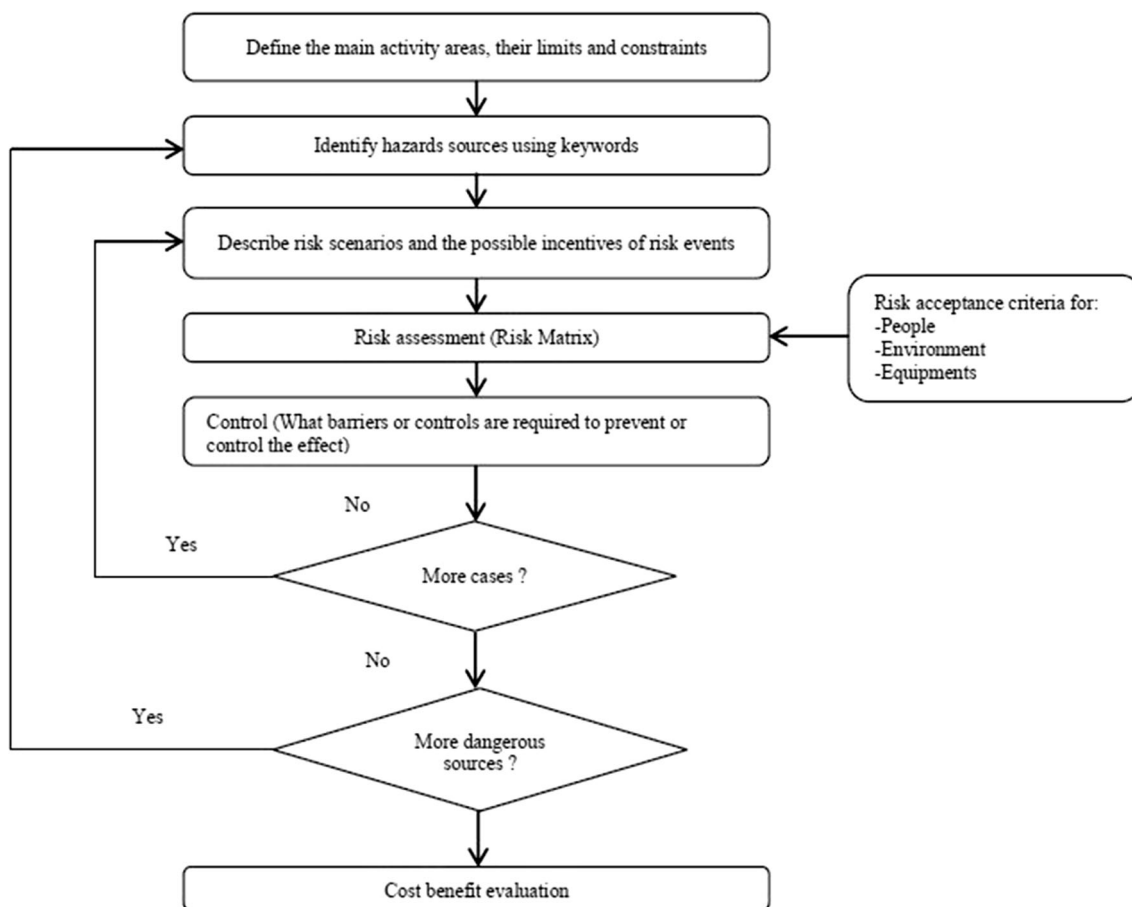 Define the main activity areas, their limits and constraints
Identify hazards sources using keywords
Describe risk scenarios and the possible incentives of risk events
Risk assessment (Risk Matrix)
Risk acceptance criteria for:
-People
-Environment
-Equipments
Control (What barriers or controls are required to prevent or
control the effect)
No
Yes
More cases ?
No
Yes
More dangerous
sources ?
Cost benefit evaluation